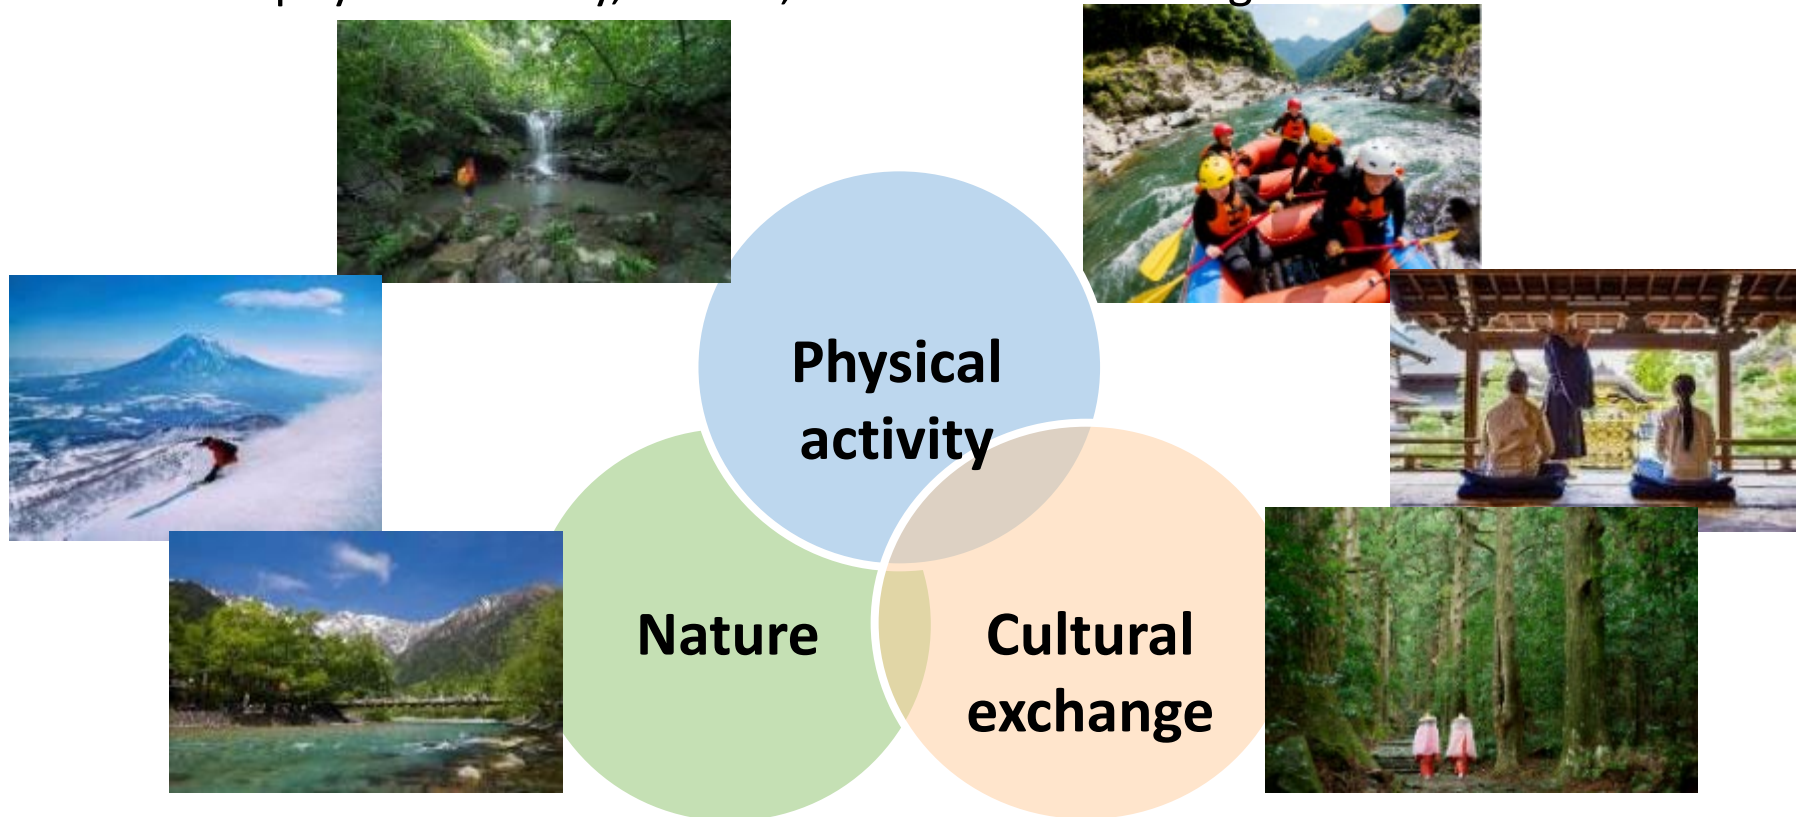 Physical
activity
Nature
Cultural
exchange